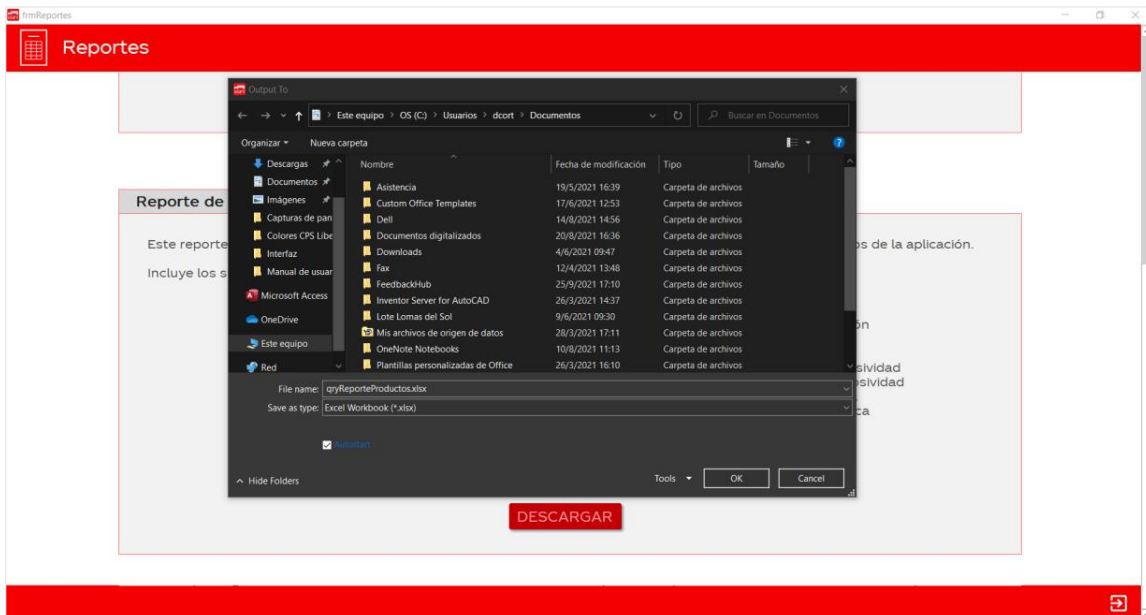 frmReportes
Reportes
Output To
Este equipo > OS (C:) > Usuarios > dcort > Documentos
Buscar en Documentos
Organizar
Nueva carpeta
Nombre
Fecha de modificación
Tipo
Tamaño
Descargas
Documentos
Imágenes
Capturas de pan
Colores CPS Libe
Interfaz
Manual de usuar
Microsoft Access
OneDrive
Este equipo
Red
Asistencia 19/5/2021 16:39 Carpeta de archivos
Custom Office Templates 17/6/2021 12:53 Carpeta de archivos
Dell 14/8/2021 14:56 Carpeta de archivos
Documentos digitalizados 20/8/2021 16:36 Carpeta de archivos
Downloads 4/6/2021 09:47 Carpeta de archivos
Fax 12/4/2021 13:48 Carpeta de archivos
FeedbackHub 25/9/2021 17:10 Carpeta de archivos
Inventor Server for AutoCAD 26/3/2021 14:37 Carpeta de archivos
Lote Lomas del Sol 9/6/2021 09:30 Carpeta de archivos
Mis archivos de origen de datos 28/3/2021 17:11 Carpeta de archivos
OneNote Notebooks 10/8/2021 11:13 Carpeta de archivos
Plantillas personalizadas de Office 26/3/2021 16:10 Carpeta de archivos
File name: qryReporteProductos.xlsx
Save as type: Excel Workbook (*.xlsx)
Autostart
Hide Folders
Tools
OK
Cancel
Reporte de
Este reporte
os de la aplicación.
Incluye los s
ón
sividad
osividad
ca
DESCARGAR